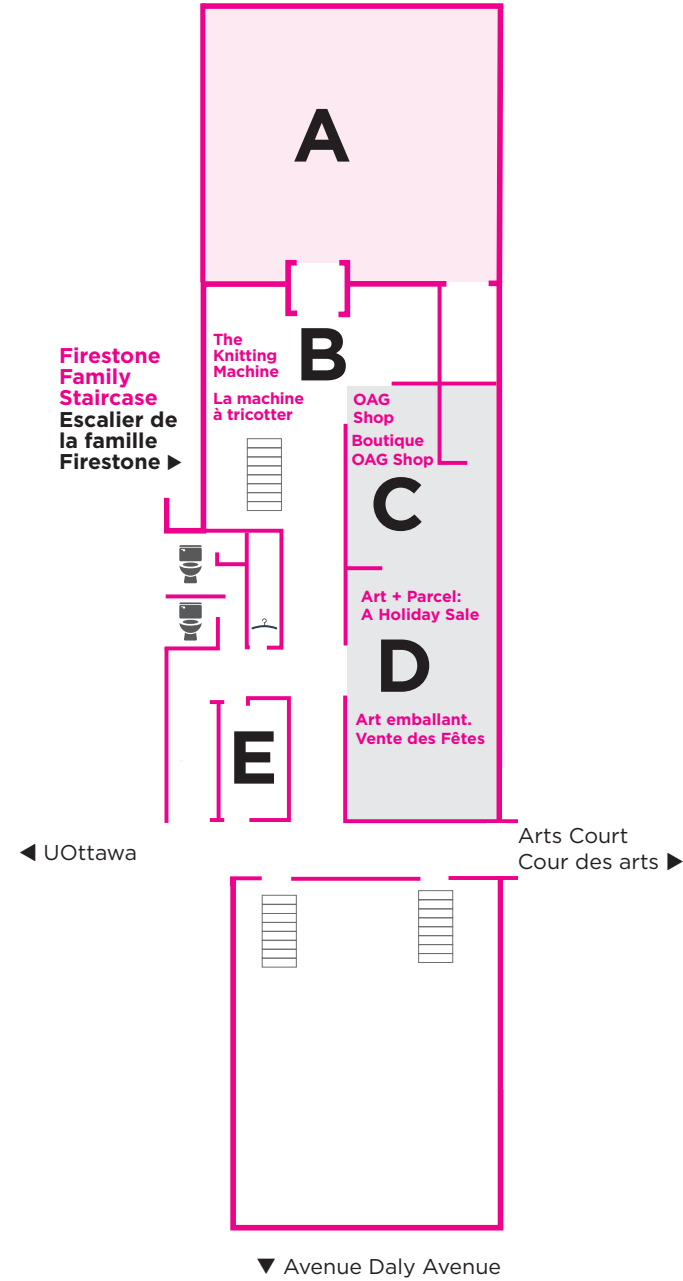 A
B
The
Knitting
Machine
La machine
à tricotter
Firestone
Family
Staircase
Escalier de
la famille
Firestone ▶
OAG
Shop
Boutique
OAG Shop
C
Art + Parcel:
A Holiday Sale
D
Art emballant.
Vente des Fêtes
E
◀ UOttawa
Arts Court
Cour des arts ▶
▼ Avenue Daly Avenue